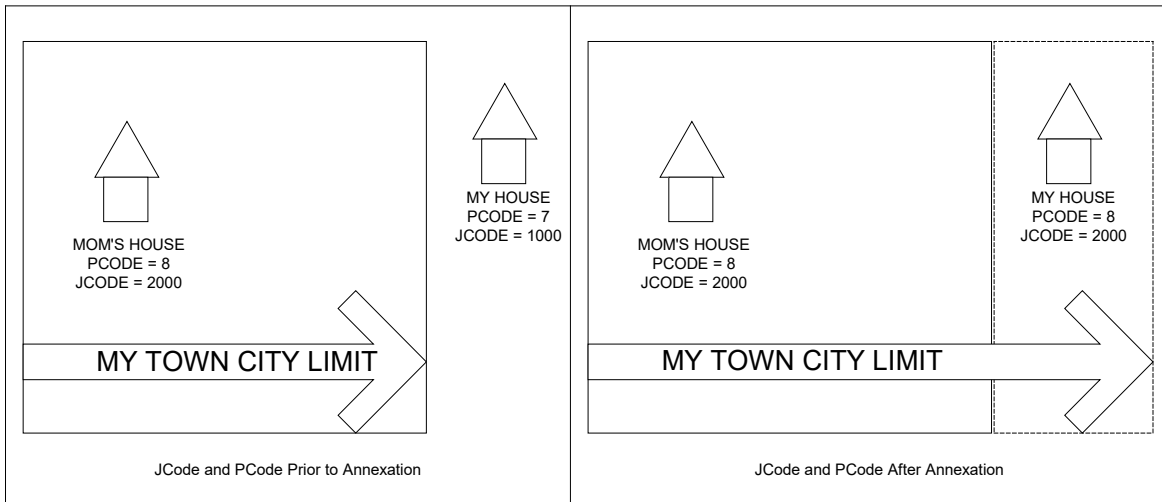 MOM'S HOUSE
PCODE = 8
JCODE = 2000
MY HOUSE
PCODE = 7
JCODE = 1000
MY TOWN CITY LIMIT
JCode and PCode Prior to Annexation
MOM'S HOUSE
PCODE = 8
JCODE = 2000
MY HOUSE
PCODE = 8
JCODE = 2000
MY TOWN CITY LIMIT
JCode and PCode After Annexation